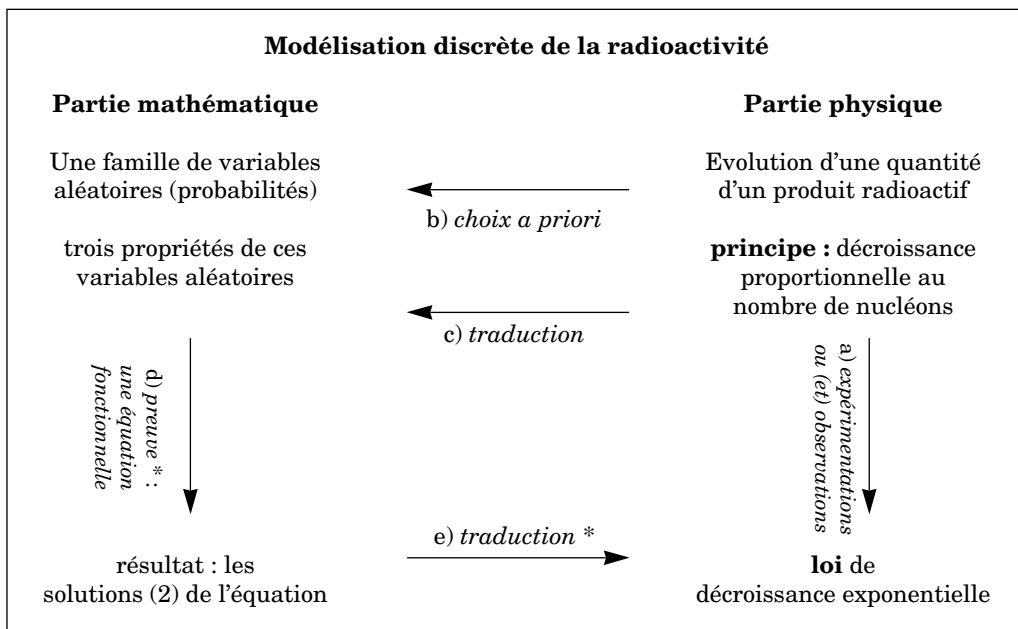 Modélisation discrète de la radioactivité
Partie mathématique
Partie physique
Une famille de variables
aléatoires (probabilités)
Evolution d'une quantité
d'un produit radioactif
b) choix a priori
trois propriétés de ces
variables aléatoires
principe : décroissance
proportionnelle au
nombre de nucléons
c) traduction
d) preuve * :
une équation
fonctionnelle
a) expérimentations
ou (et) observations
e) traduction *
résultat : les
solutions (2) de l'équation
loi de
décroissance exponentielle